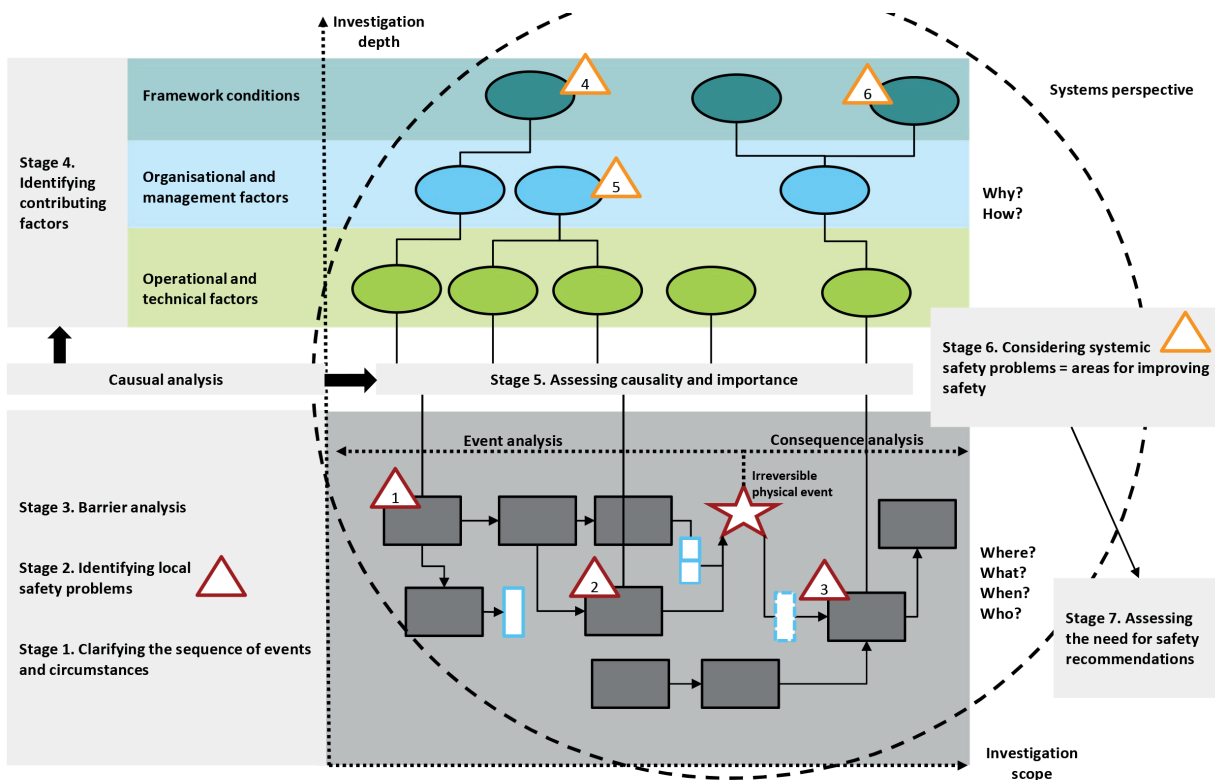 Investigation
depth
Framework conditions
4
6
Systems perspective
Stage 4.
Identifying
contributing
factors
Organisational and
management factors
5
Why?
How?
Operational and
technical factors
Stage 6. Considering systemic
safety problems = areas for improving
safety
Causal analysis
Stage 5. Assessing causality and importance
Event analysis
Consequence analysis
Irreversible
physical event
1
Stage 3. Barrier analysis
Stage 2. Identifying local
safety problems
2
3
Where?
What?
When?
Who?
Stage 1. Clarifying the sequence of events
and circumstances
Stage 7. Assessing
the need for safety
recommendations
Investigation
scope